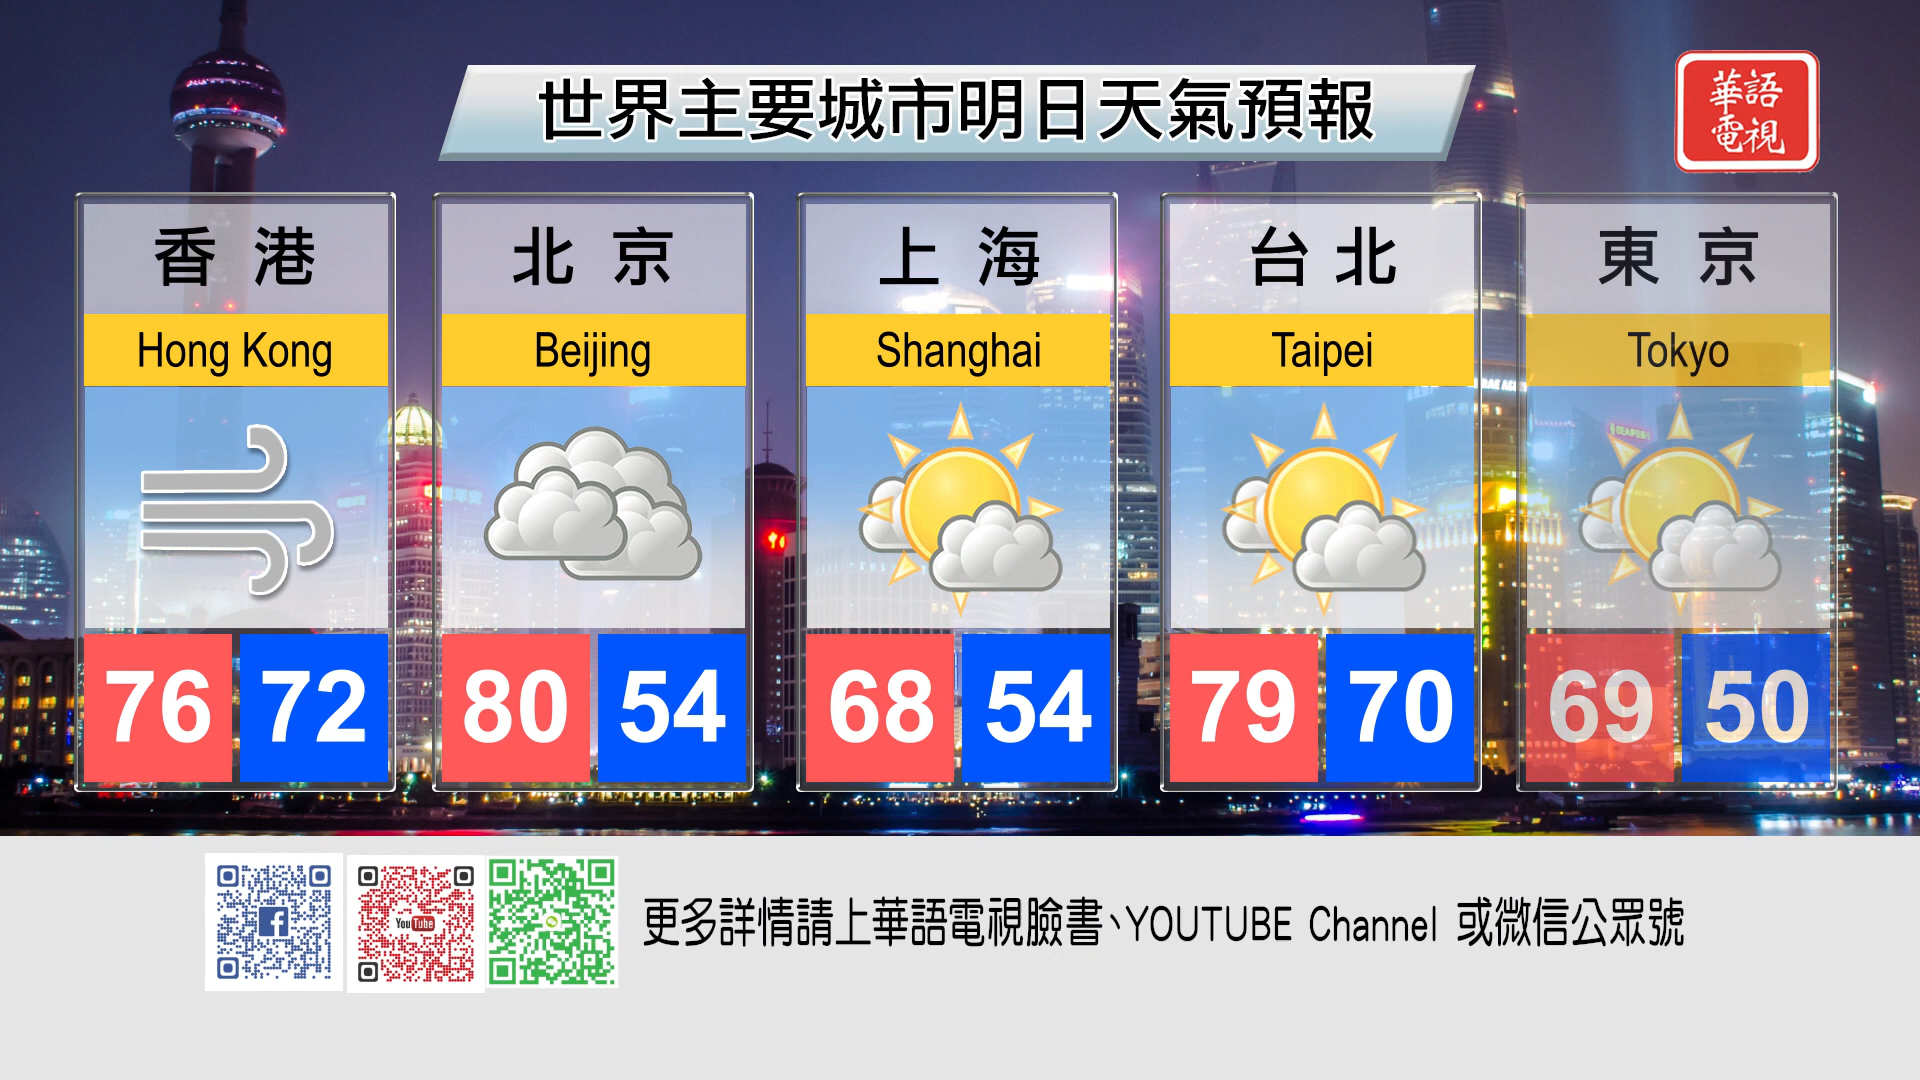 世界主要城市明日天氣預報
華語
電視
香港
Hong Kong
76 72
北京
Beijing
80 54
上海
Shanghai
68 54
台北
Taipei
79 70
東京
Tokyo
69 50
f
YouTube
更多詳情請上華語電視臉書、YOUTUBE Channel 或微信公眾號